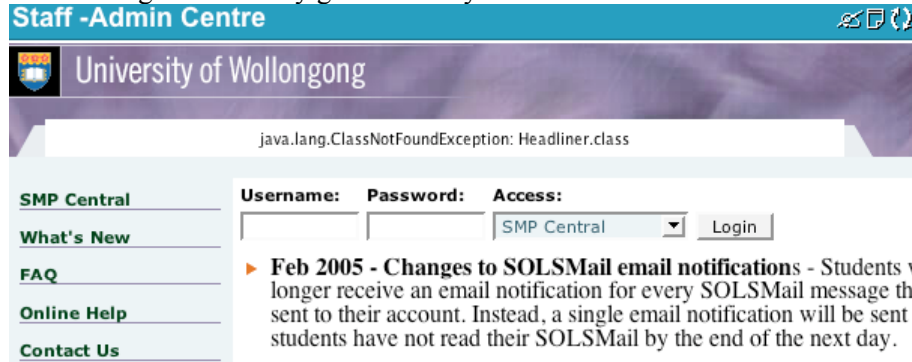 Staff -Admin Centre
University of Wollongong
java.lang.ClassNotFoundException: Headliner.class
SMP Central
What's New
FAQ
Online Help
Contact Us
Username: Password: Access:
SMP Central Login
Feb 2005 - Changes to SOLSMail email notifications - Students
longer receive an email notification for every SOLSMail message
sent to their account. Instead, a single email notification will be sent
students have not read their SOLSMail by the end of the next day.